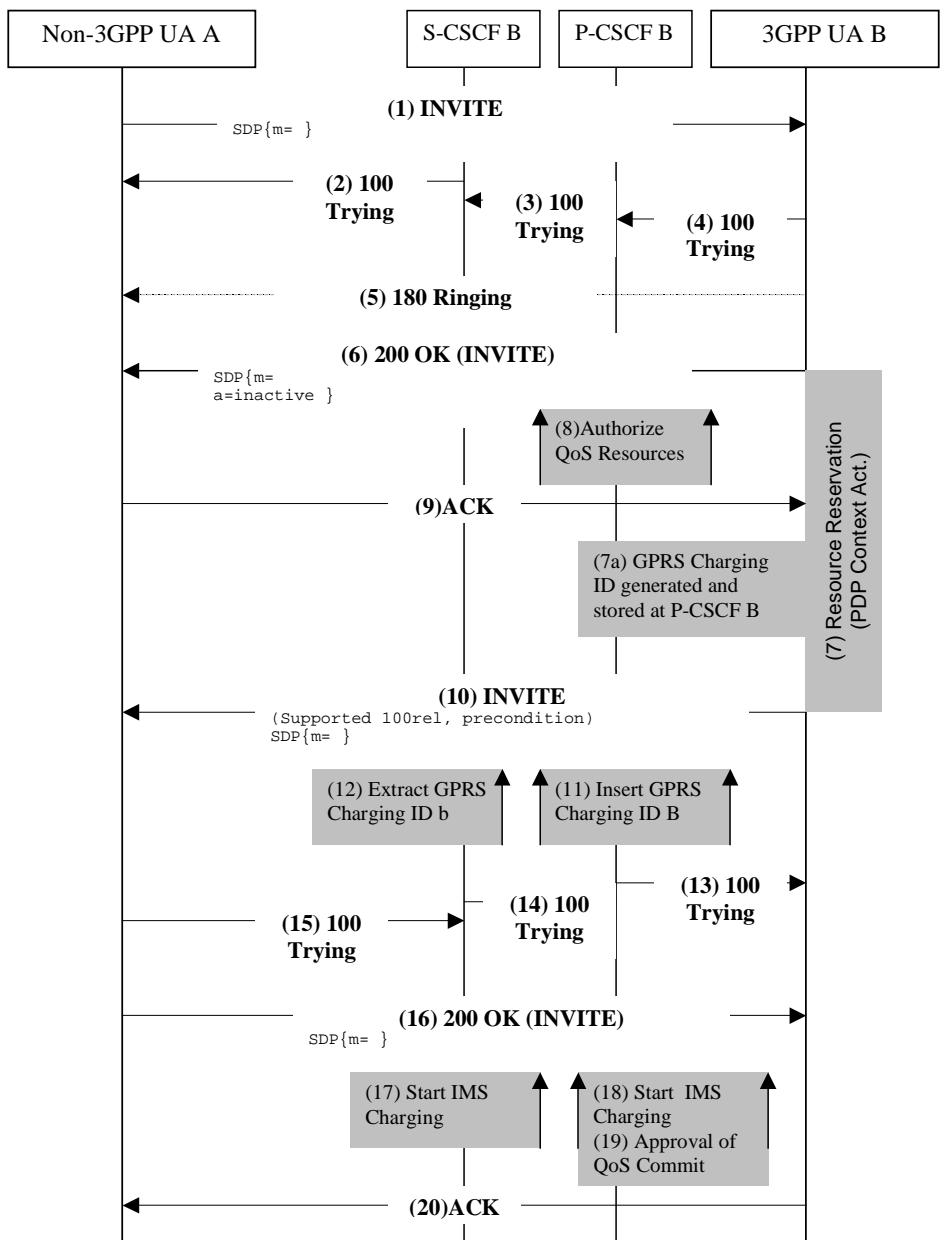 Non-3GPP UA A
S-CSCF B
P-CSCF B
3GPP UA B
(1) INVITE
SDP{m= }
(2) 100
Trying
(3) 100
Trying
(4) 100
Trying
(5) 180 Ringing
(6) 200 OK (INVITE)
SDP{m=
a=inactive }
(8)Authorize
QoS Resources
(9)ACK
(7a) GPRS Charging
ID generated and
stored at P-CSCF B
(7) Resource Reservation
(PDP Context Act.)
(10) INVITE
(Supported 100rel, precondition)
SDP{m= }
(12) Extract GPRS
Charging ID b
(11) Insert GPRS
Charging ID B
(13) 100
Trying
(14) 100
Trying
(15) 100
Trying
(16) 200 OK (INVITE)
SDP{m= }
(17) Start IMS
Charging
(18) Start IMS
Charging
(19) Approval of
QoS Commit
(20)ACK